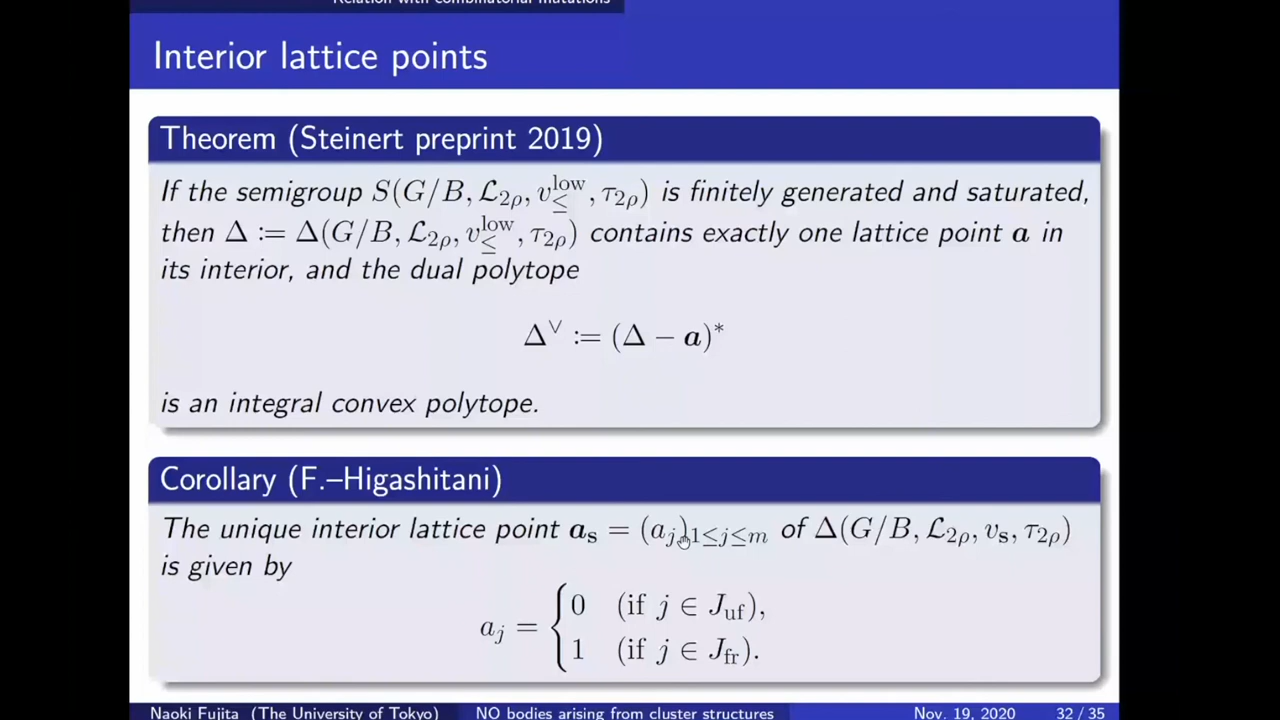 Relation with combinatorial mutations
Interior lattice points
Theorem (Steinert preprint 2019)
If the semigroup S(G/B, ℒ_{2ρ}, v_≤^{low}, τ_{2ρ}) is finitely generated and saturated,
then Δ := Δ(G/B, ℒ_{2ρ}, v_≤^{low}, τ_{2ρ}) contains exactly one lattice point a in
its interior, and the dual polytope
Δ^∨ := (Δ − a)^*
is an integral convex polytope.
Corollary (F.–Higashitani)
The unique interior lattice point a_s = (a_j)_{1≤j≤m} of Δ(G/B, ℒ_{2ρ}, v_s, τ_{2ρ})
is given by
a_j = { 0 (if j ∈ J_{uf}),
1 (if j ∈ J_{fr}).
Naoki Fujita (The University of Tokyo) NO bodies arising from cluster structures Nov. 19, 2020 32 / 35